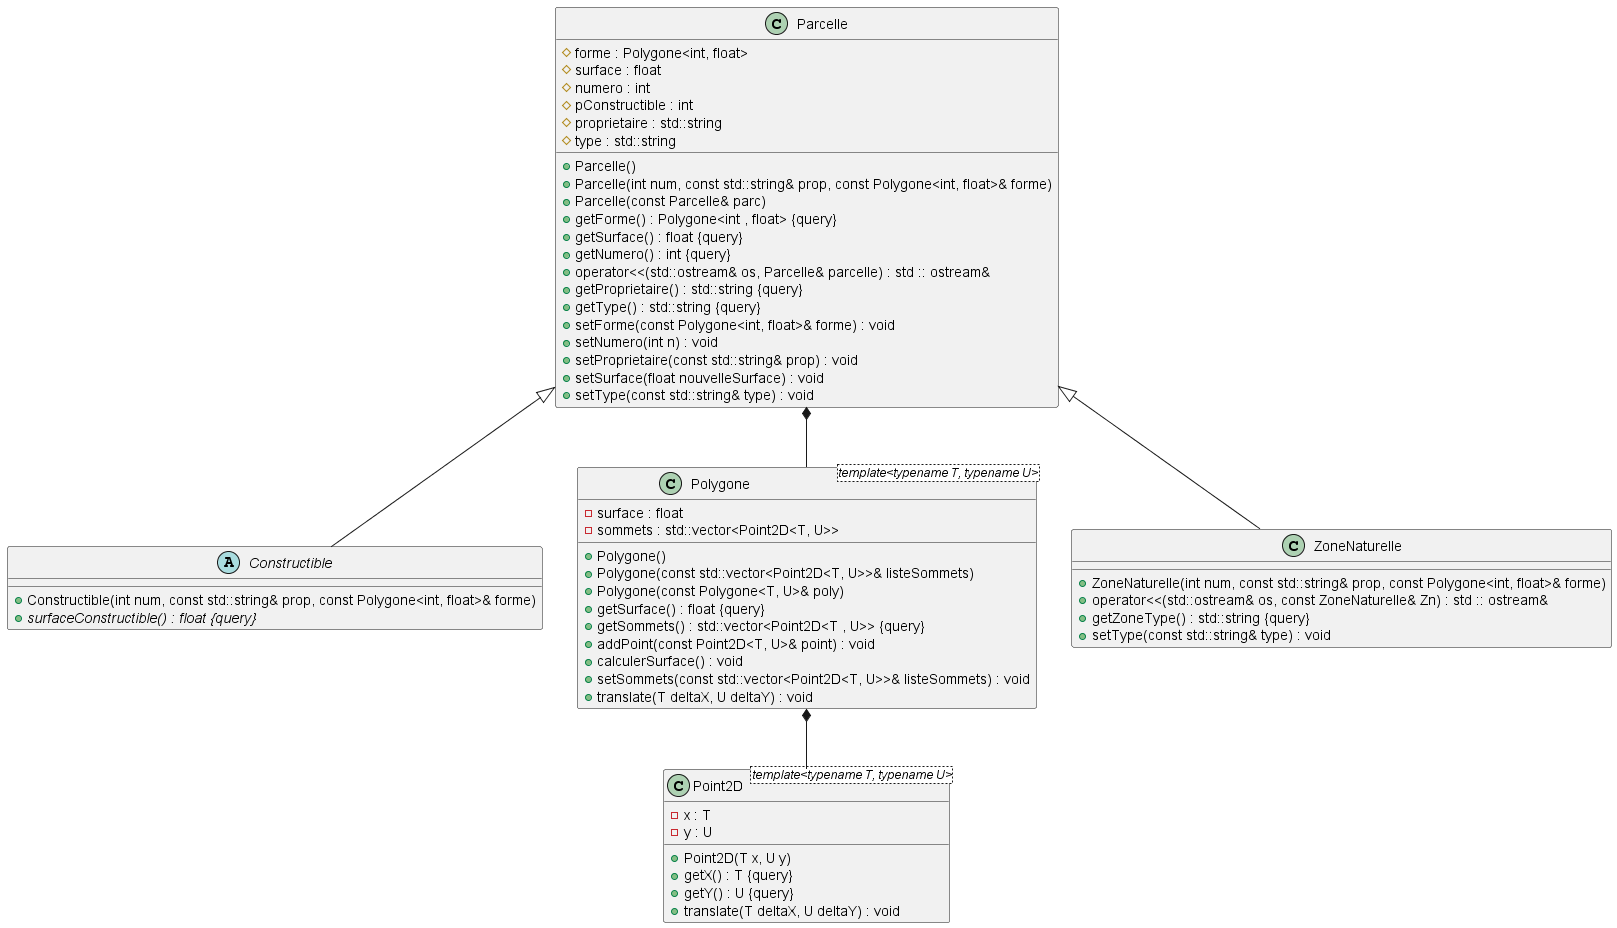 C Parcelle
forme : Polygone<int, float>
surface : float
numero : int
pConstructible : int
proprietaire : std::string
type : std::string
Parcelle()
Parcelle(int num, const std::string& prop, const Polygone<int, float>& forme)
Parcelle(const Parcelle& parc)
getForme() : Polygone<int , float> {query}
getSurface() : float {query}
getNumero() : int {query}
operator<<(std::ostream& os, Parcelle& parcelle) : std :: ostream&
getProprietaire() : std::string {query}
getType() : std::string {query}
setForme(const Polygone<int, float>& forme) : void
setNumero(int n) : void
setProprietaire(const std::string& prop) : void
setSurface(float nouvelleSurface) : void
setType(const std::string& type) : void
A Constructible
Constructible(int num, const std::string& prop, const Polygone<int, float>& forme)
surfaceConstructible() : float {query}
template<typename T, typename U>
C Polygone
surface : float
sommets : std::vector<Point2D<T, U>>
Polygone()
Polygone(const std::vector<Point2D<T, U>>& listeSommets)
Polygone(const Polygone<T, U>& poly)
getSurface() : float {query}
getSommets() : std::vector<Point2D<T , U>> {query}
addPoint(const Point2D<T, U>& point) : void
calculerSurface() : void
setSommets(const std::vector<Point2D<T, U>>& listeSommets) : void
translate(T deltaX, U deltaY) : void
C ZoneNaturelle
ZoneNaturelle(int num, const std::string& prop, const Polygone<int, float>& forme)
operator<<(std::ostream& os, const ZoneNaturelle& Zn) : std :: ostream&
getZoneType() : std::string {query}
setType(const std::string& type) : void
template<typename T, typename U>
C Point2D
x : T
y : U
Point2D(T x, U y)
getX() : T {query}
getY() : U {query}
translate(T deltaX, U deltaY) : void